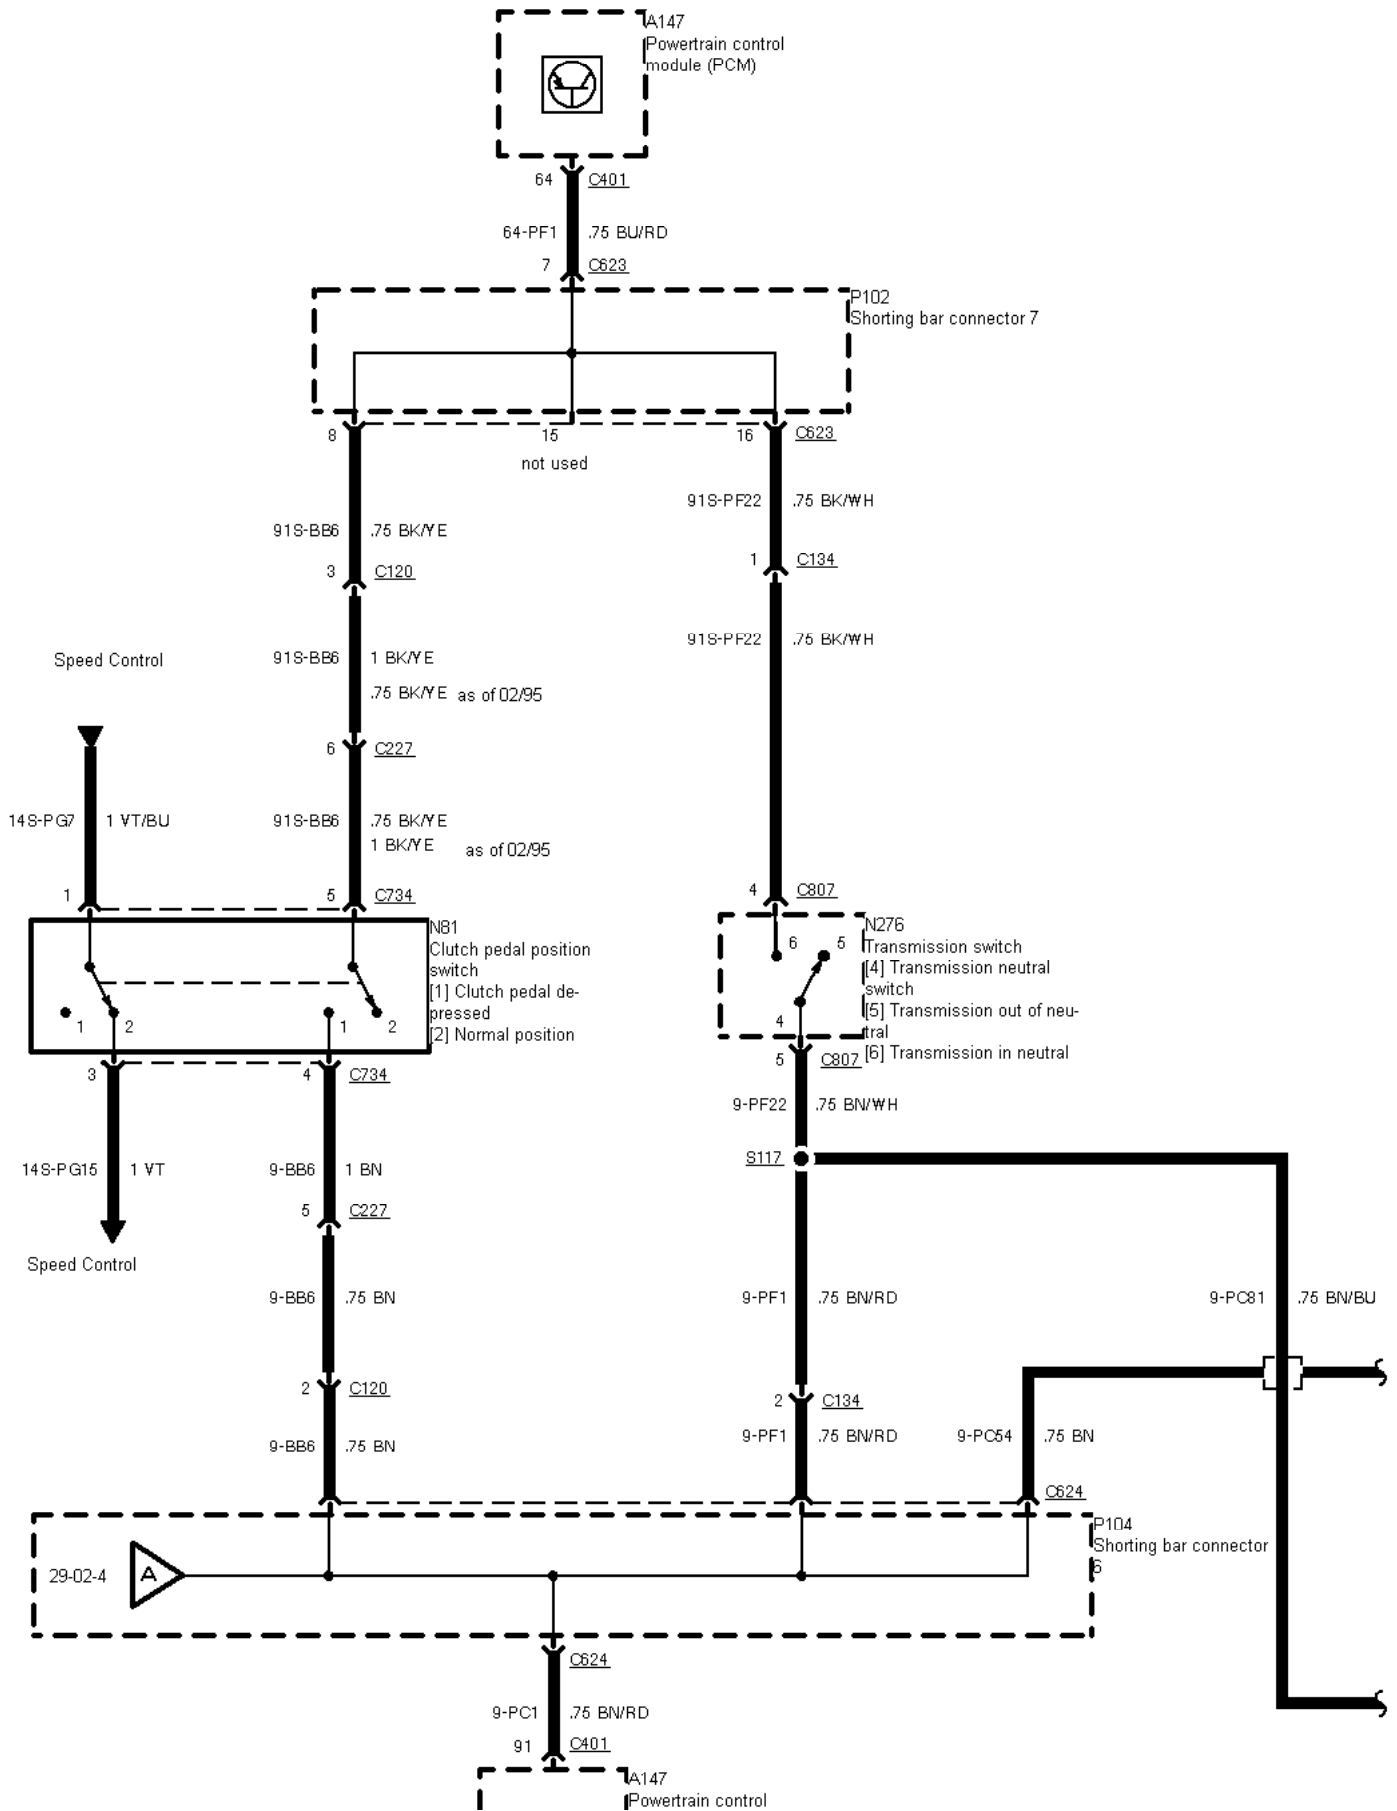 A147
Powertrain control
module (PCM)
64 C401
64-PF1 .75 BU/RD
7 C623
P102
Shorting bar connector 7
8 15 16 C623
not used
91S-PF22 .75 BK/WH
91S-BB6 .75 BK/YE
1 C134
3 C120
91S-PF22 .75 BK/WH
Speed Control
91S-BB6 1 BK/YE
.75 BK/YE as of 02/95
6 C227
14S-PG7 1 VT/BU
91S-BB6 .75 BK/YE
1 BK/YE as of 02/95
1 5 C734
4 C807
N81
Clutch pedal position
switch
[1] Clutch pedal de-
pressed
[2] Normal position
1 2 1 2
N276
Transmission switch
[4] Transmission neutral
switch
[5] Transmission out of neu-
tral
[6] Transmission in neutral
6 5
4
5 C807
3 4 C734
9-PF22 .75 BN/WH
S117
14S-PG15 1 VT
9-BB6 1 BN
5 C227
Speed Control
9-BB6 .75 BN
9-PF1 .75 BN/RD
9-PC81 .75 BN/BU
2 C120
2 C134
9-BB6 .75 BN
9-PF1 .75 BN/RD
9-PC54 .75 BN
C624
P104
Shorting bar connector
6
29-02-4 A
C624
9-PC1 .75 BN/RD
91 C401
A147
Powertrain control